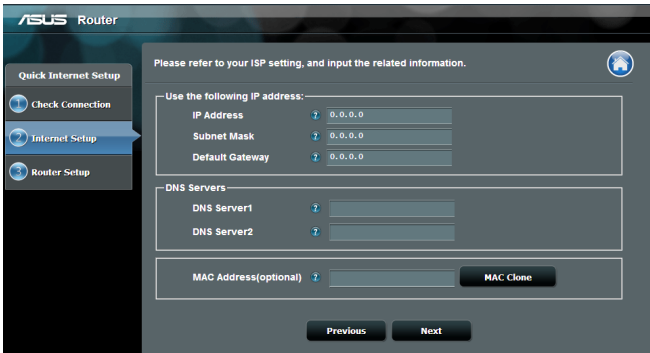 ASUS Router
Quick Internet Setup
1 Check Connection
2 Internet Setup
3 Router Setup
Please refer to your ISP setting, and input the related information.
Use the following IP address:
IP Address ? 0.0.0.0
Subnet Mask ? 0.0.0.0
Default Gateway ? 0.0.0.0
DNS Servers
DNS Server1 ?
DNS Server2 ?
MAC Address(optional) ? MAC Clone
Previous Next